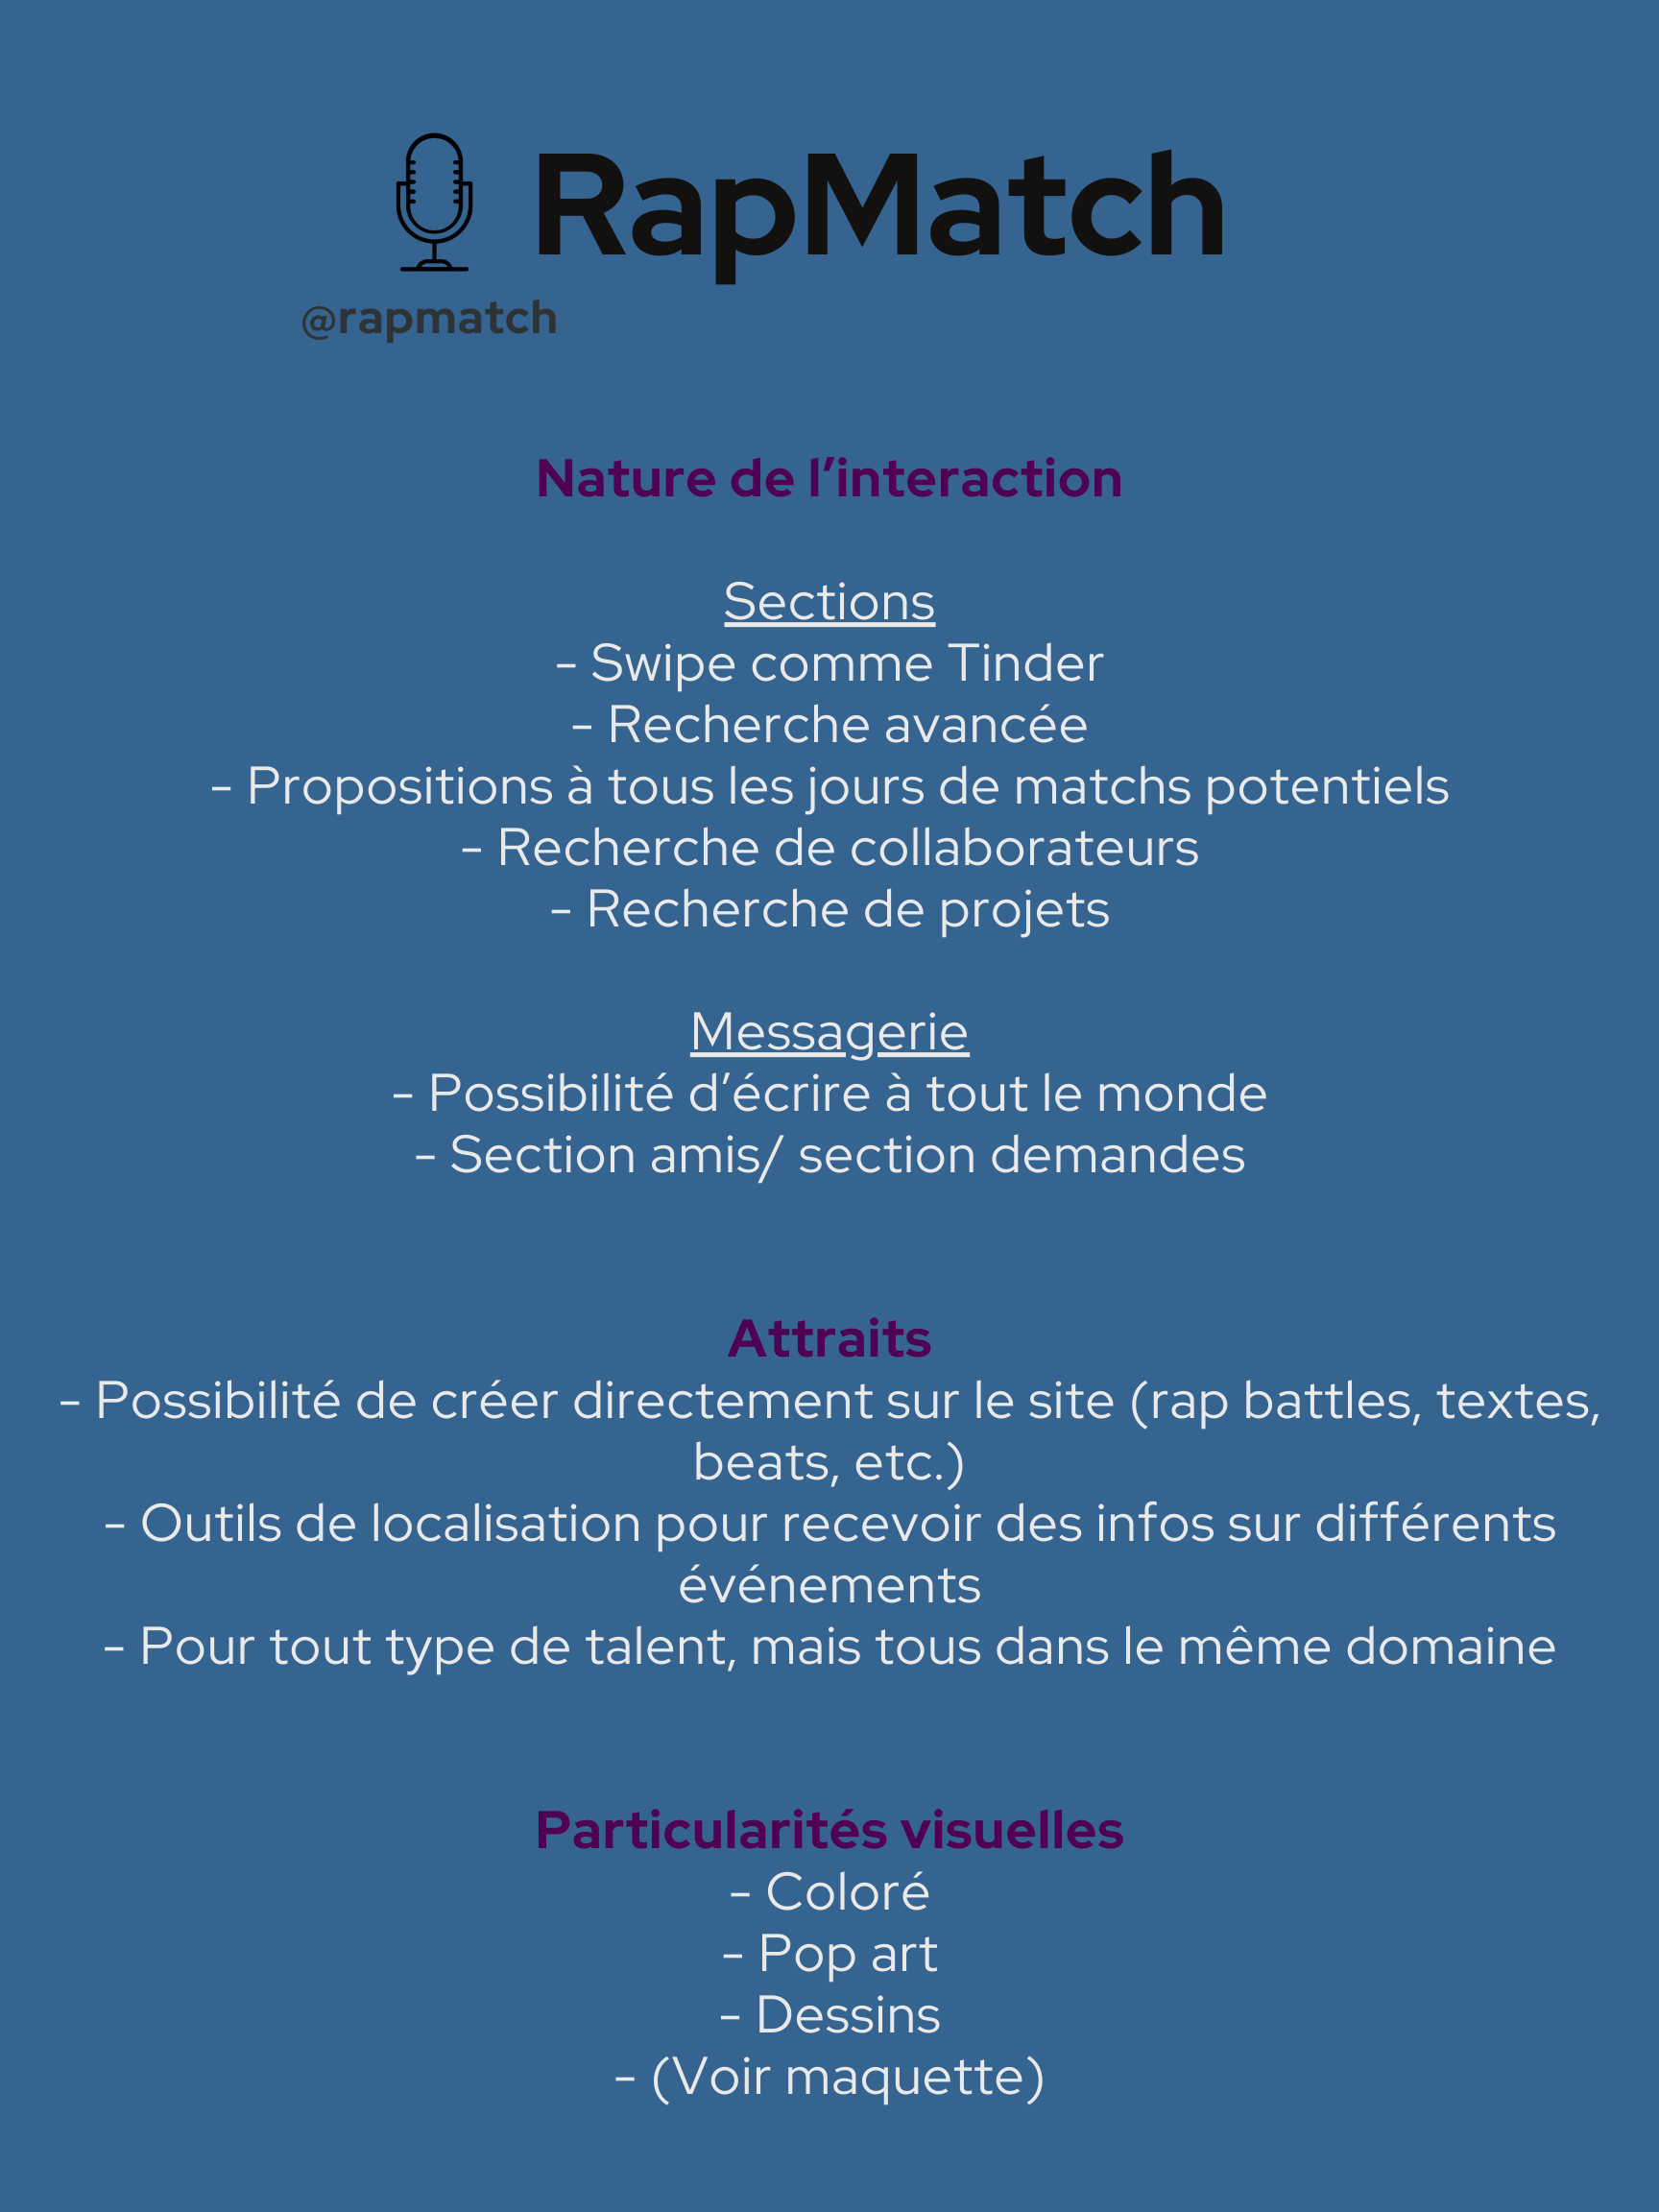 RapMatch
@rapmatch
Nature de l’interaction
Sections
- Swipe comme Tinder
- Recherche avancée
- Propositions à tous les jours de matchs potentiels
- Recherche de collaborateurs
- Recherche de projets
Messagerie
- Possibilité d’écrire à tout le monde
- Section amis/ section demandes
Attraits
- Possibilité de créer directement sur le site (rap battles, textes,
beats, etc.)
- Outils de localisation pour recevoir des infos sur différents
événements
- Pour tout type de talent, mais tous dans le même domaine
Particularités visuelles
- Coloré
- Pop art
- Dessins
- (Voir maquette)